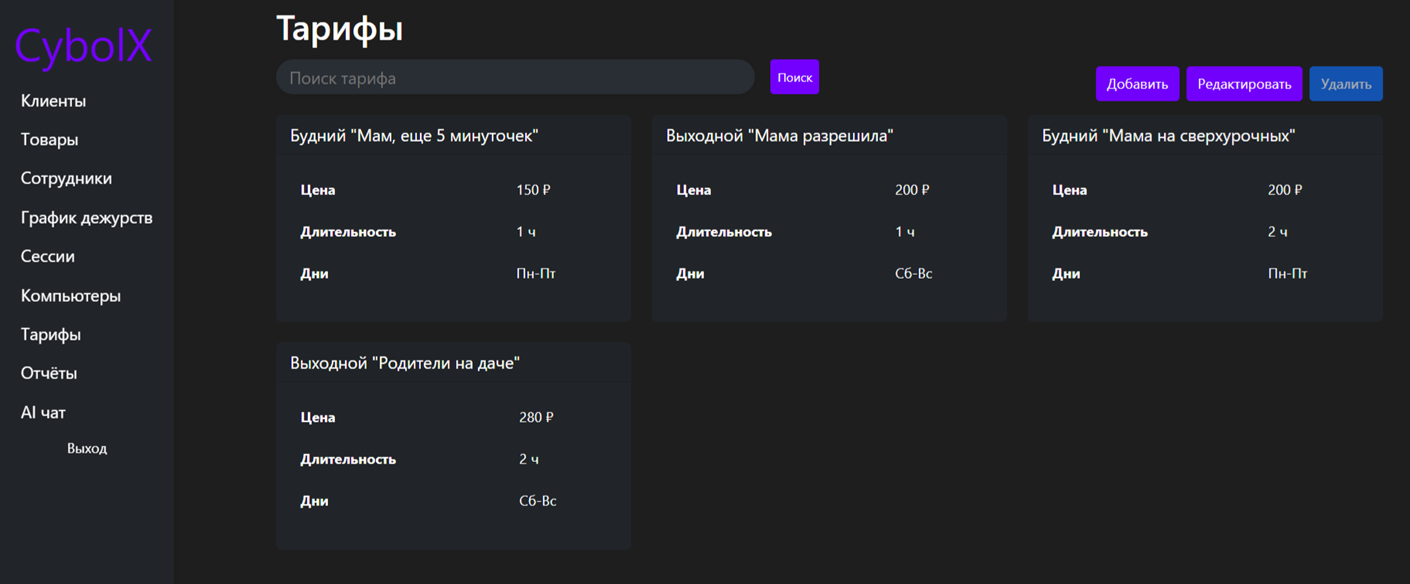 CybolX
Клиенты
Товары
Сотрудники
График дежурств
Сессии
Компьютеры
Тарифы
Отчёты
AI чат
Выход
Тарифы
Поиск тарифа
Поиск
Добавить
Редактировать
Удалить
Будний "Мам, еще 5 минуточек"
Цена 150 ₽
Длительность 1 ч
Дни Пн-Пт
Выходной "Мама разрешила"
Цена 200 ₽
Длительность 1 ч
Дни Сб-Вс
Будний "Мама на сверхурочных"
Цена 200 ₽
Длительность 2 ч
Дни Пн-Пт
Выходной "Родители на даче"
Цена 280 ₽
Длительность 2 ч
Дни Сб-Вс